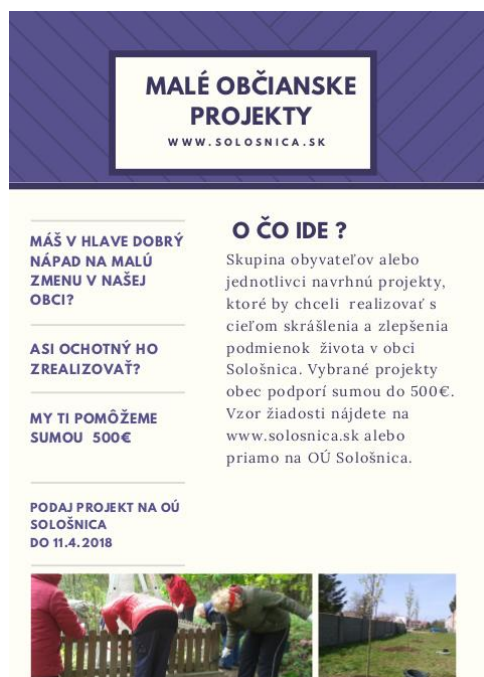 MALÉ OBČIANSKE
PROJEKTY
WWW.SOLOSNICA.SK
MÁŠ V HLAVE DOBRÝ
NÁPAD NA MALÚ
ZMENU V NAŠEJ
OBCI?
ASI OCHOTNÝ HO
ZREALIZOVAŤ?
MY TI POMÔŽEME
SUMOU 500€
PODAJ PROJEKT NA OÚ
SOLOŠNICA
DO 11.4.2018
O ČO IDE ?
Skupina obyvateľov alebo
jednotlivci navrhnú projekty,
ktoré by chceli realizovať s
cieľom skrášlenia a zlepšenia
podmienok života v obci
Sološnica. Vybrané projekty
obec podporí sumou do 500€.
Vzor žiadosti nájdete na
www.solosnica.sk alebo
priamo na OÚ Sološnica.